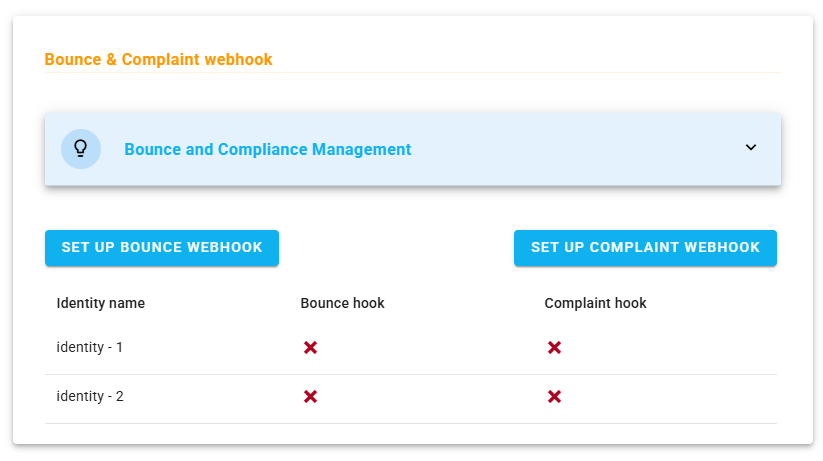 Bounce & Complaint webhook
Bounce and Compliance Management
SET UP BOUNCE WEBHOOK
SET UP COMPLAINT WEBHOOK
Identity name Bounce hook Complaint hook
identity - 1
identity - 2